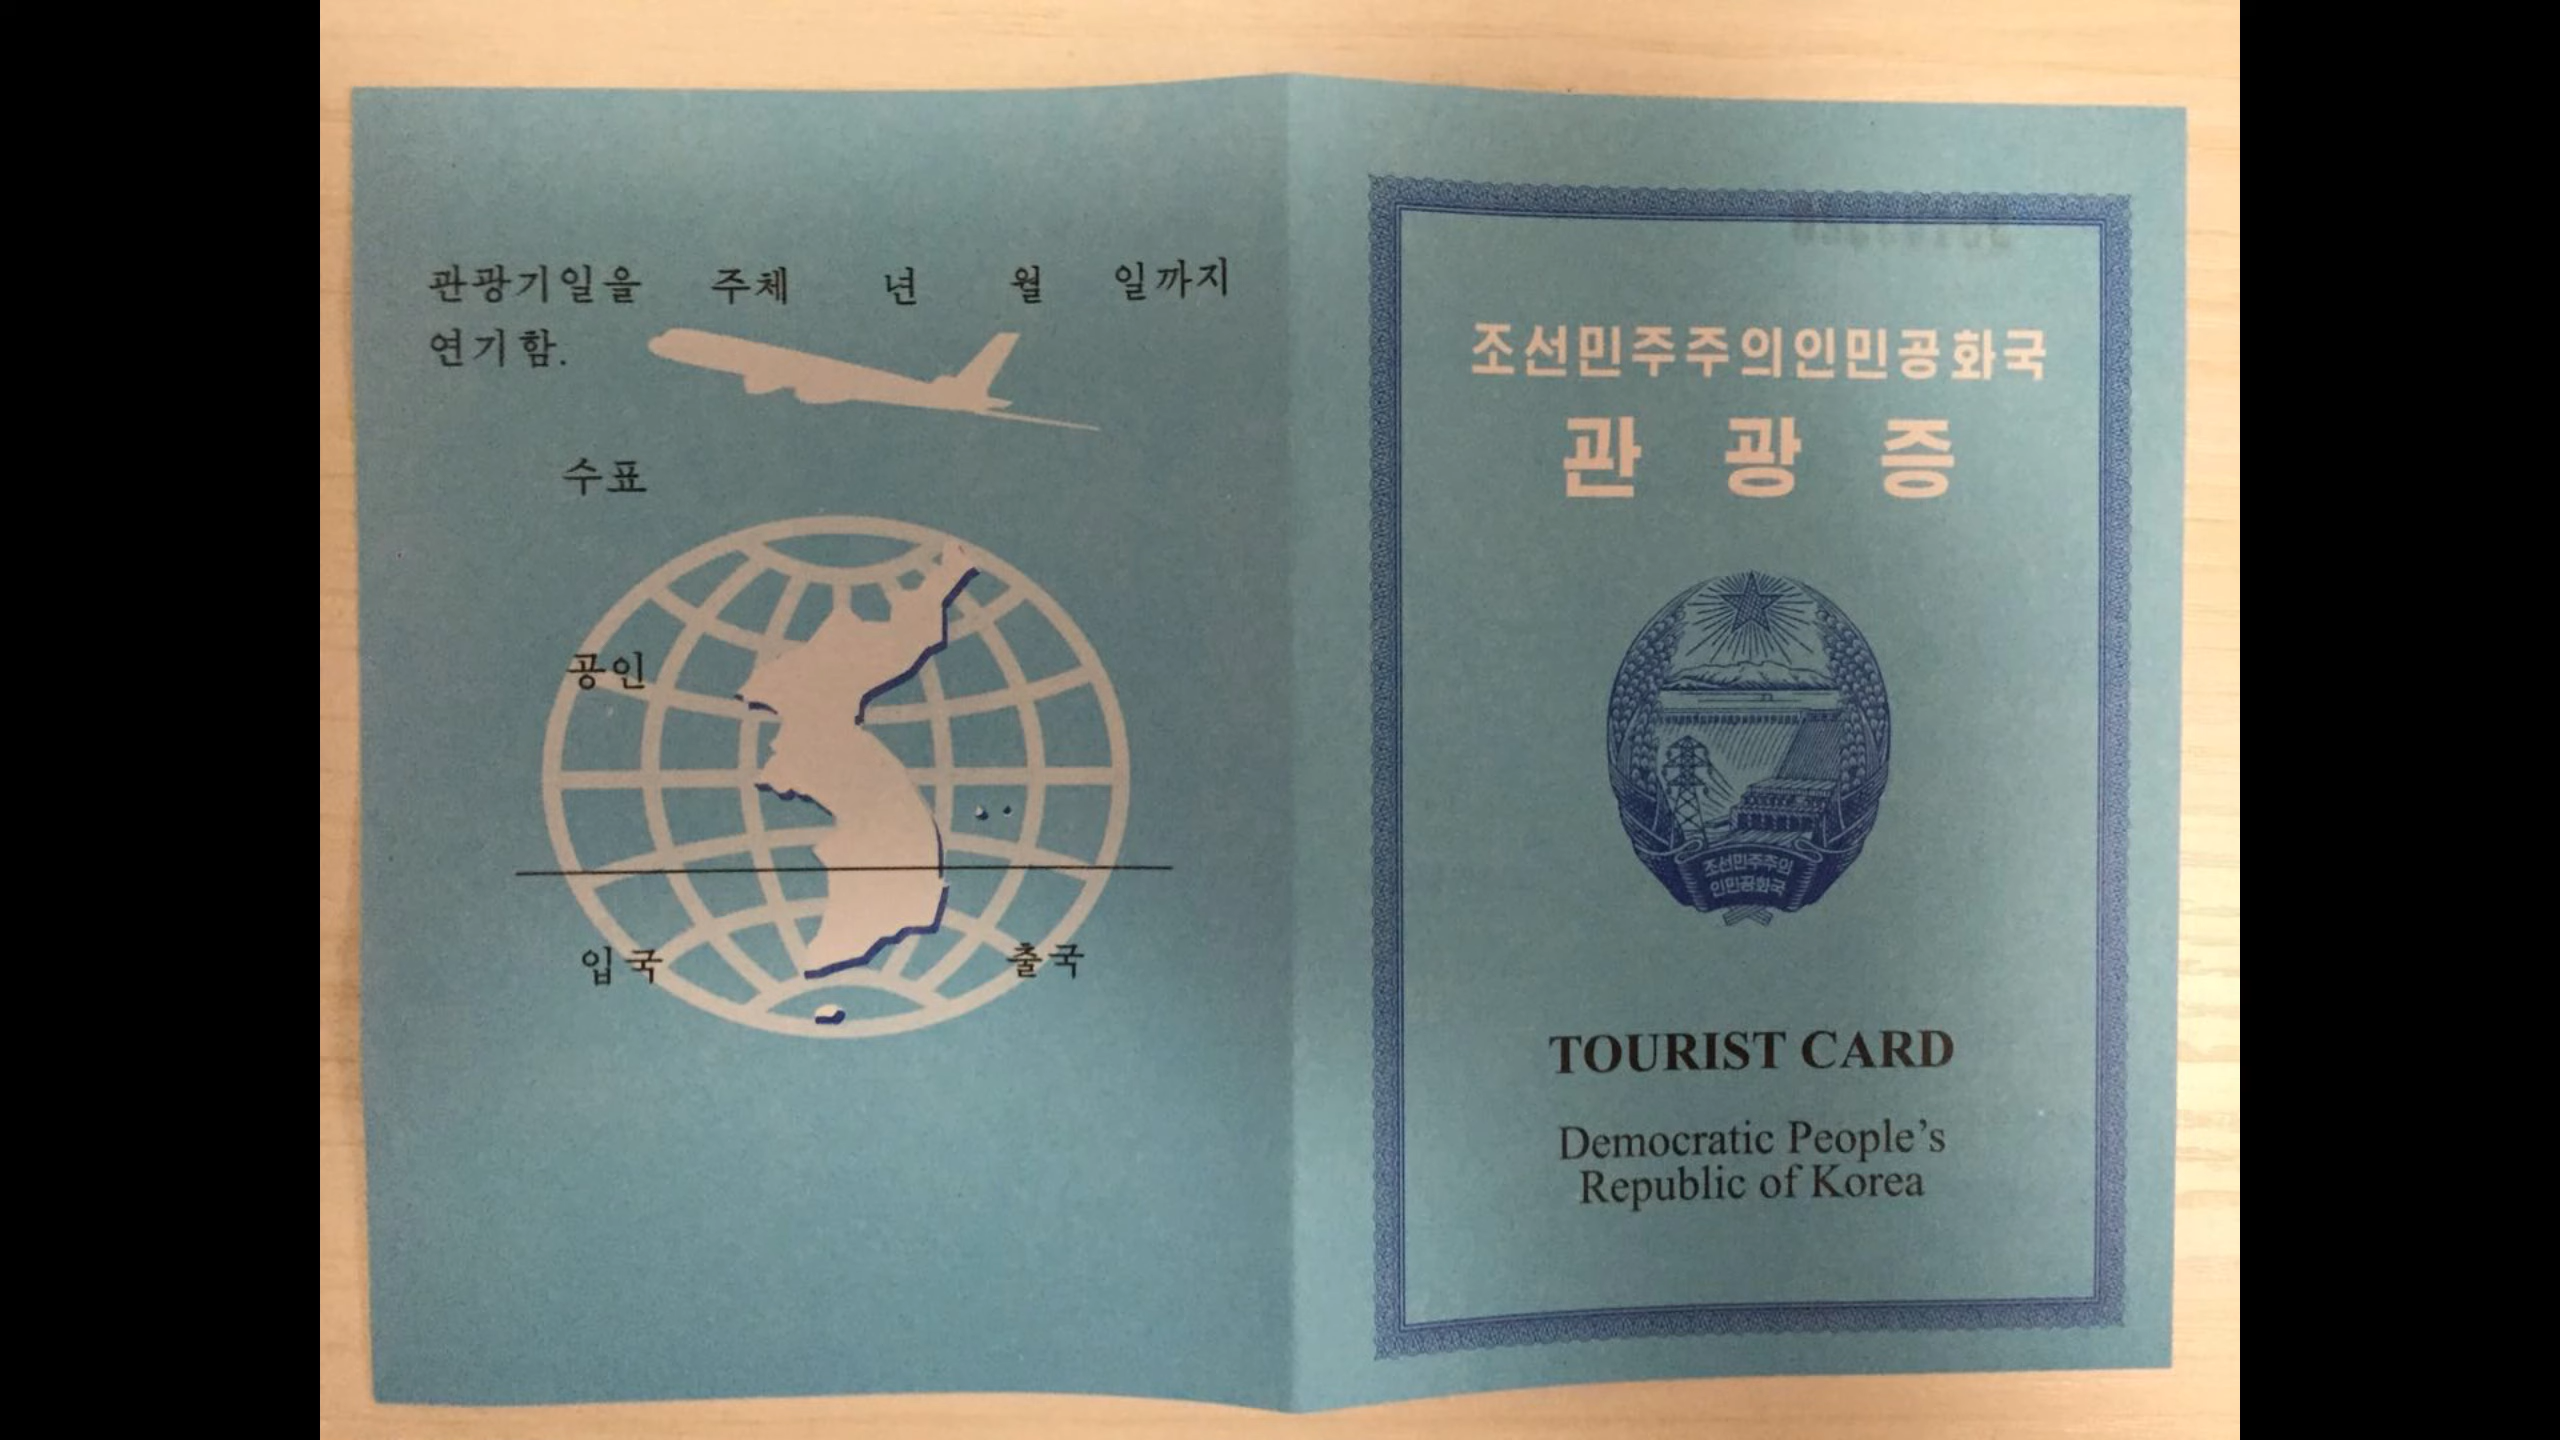 관광기일을 주체 년 월 일까지
연기함.
수표
공인
입국 출국
조선민주주의인민공화국
관광증
조선민주주의
인민공화국
TOURIST CARD
Democratic People’s
Republic of Korea